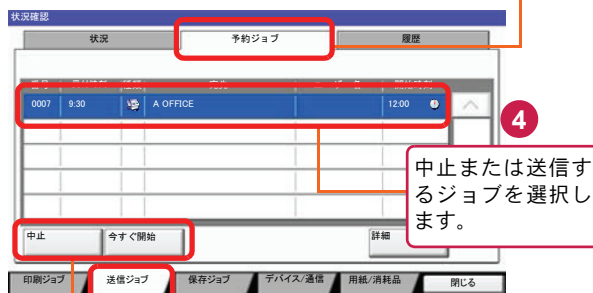 状況確認
状況 予約ジョブ 履歴
0007 9:30 A OFFICE 12:00
4
中止または送信す
るジョブを選択し
ます。
中止 今すぐ開始 詳細
印刷ジョブ 送信ジョブ 保存ジョブ デバイス/通信 用紙/消耗品 閉じる